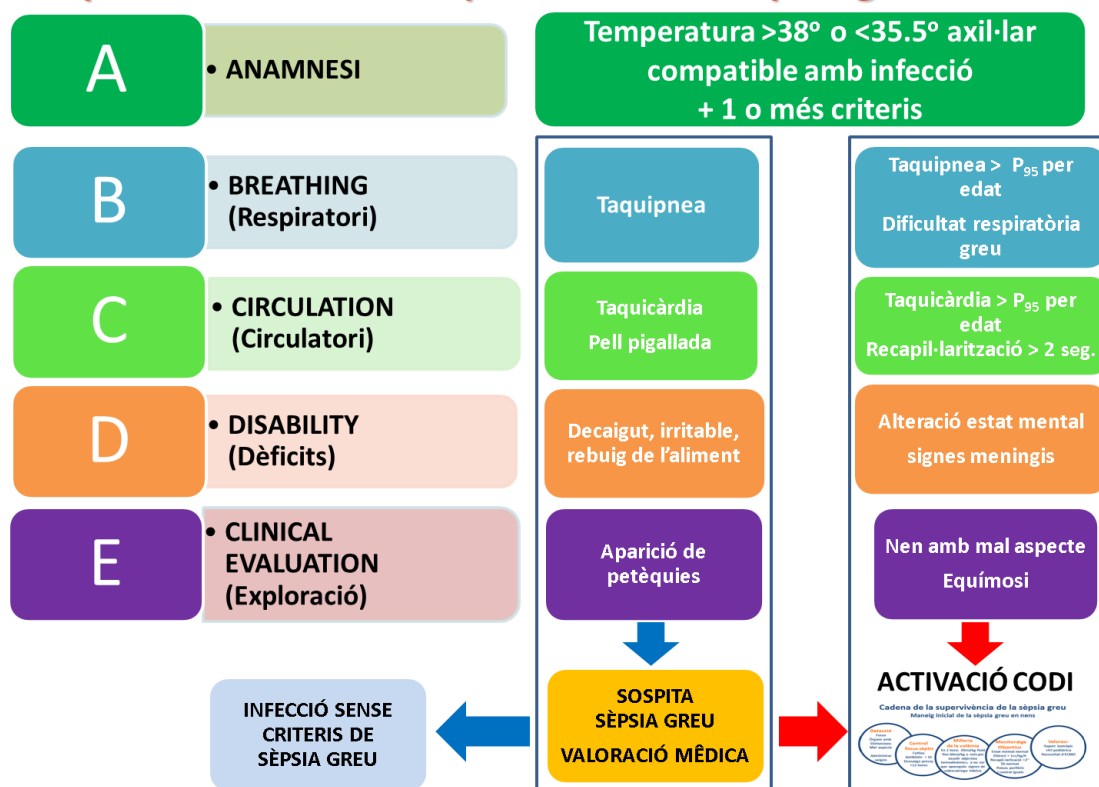 A
• ANAMNESI
Temperatura >38º o <35.5º axil·lar
compatible amb infecció
+ 1 o més criteris
B
• BREATHING
(Respiratori)
Taquipnea
Taquipnea > P95 per
edat
Dificultat respiratòria
greu
C
• CIRCULATION
(Circulatori)
Taquicàrdia
Pell pigallada
Taquicàrdia > P95 per
edat
Recapil·larització > 2 seg.
D
• DISABILITY
(Dèficits)
Decaigut, irritable,
rebuig de l'aliment
Alteració estat mental
signes meningis
E
• CLINICAL
EVALUATION
(Exploració)
Aparició de
petèquies
Nen amb mal aspecte
Equímosi
INFECCIÓ SENSE
CRITERIS DE
SÈPSIA GREU
SOSPITA
SÈPSIA GREU
VALORACIÓ MÊDICA
ACTIVACIÓ CODI
Cadena de la supervivència de la sèpsia greu
Maneig inicial de la sèpsia greu en nens